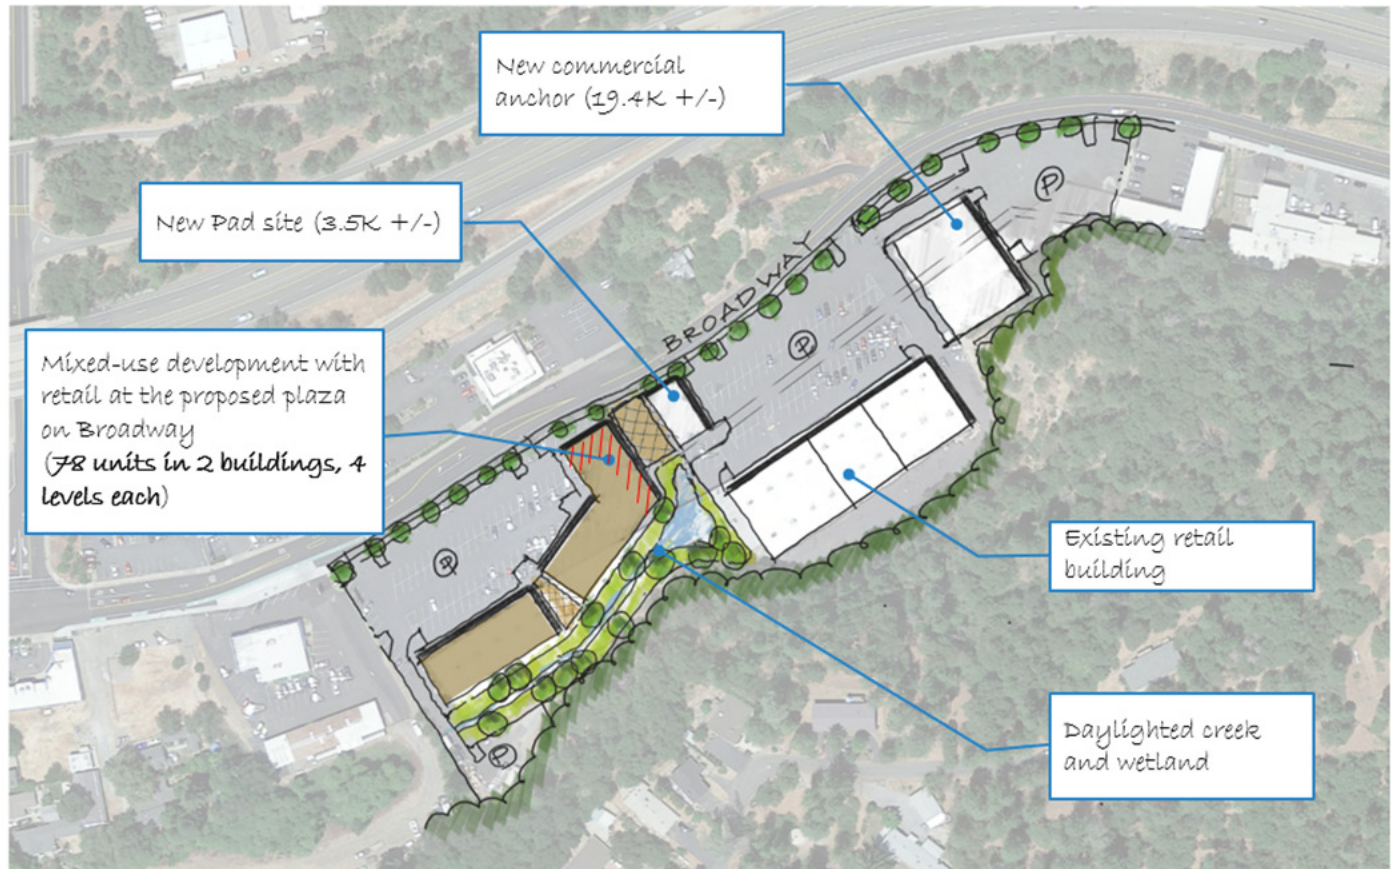 New commercial
anchor (19.4K +/-)
New Pad site (3.5K +/-)
BROADWAY
Mixed-use development with
retail at the proposed plaza
on Broadway
(78 units in 2 buildings, 4
levels each)
Existing retail
building
Daylighted creek
and wetland
P
P
P
P